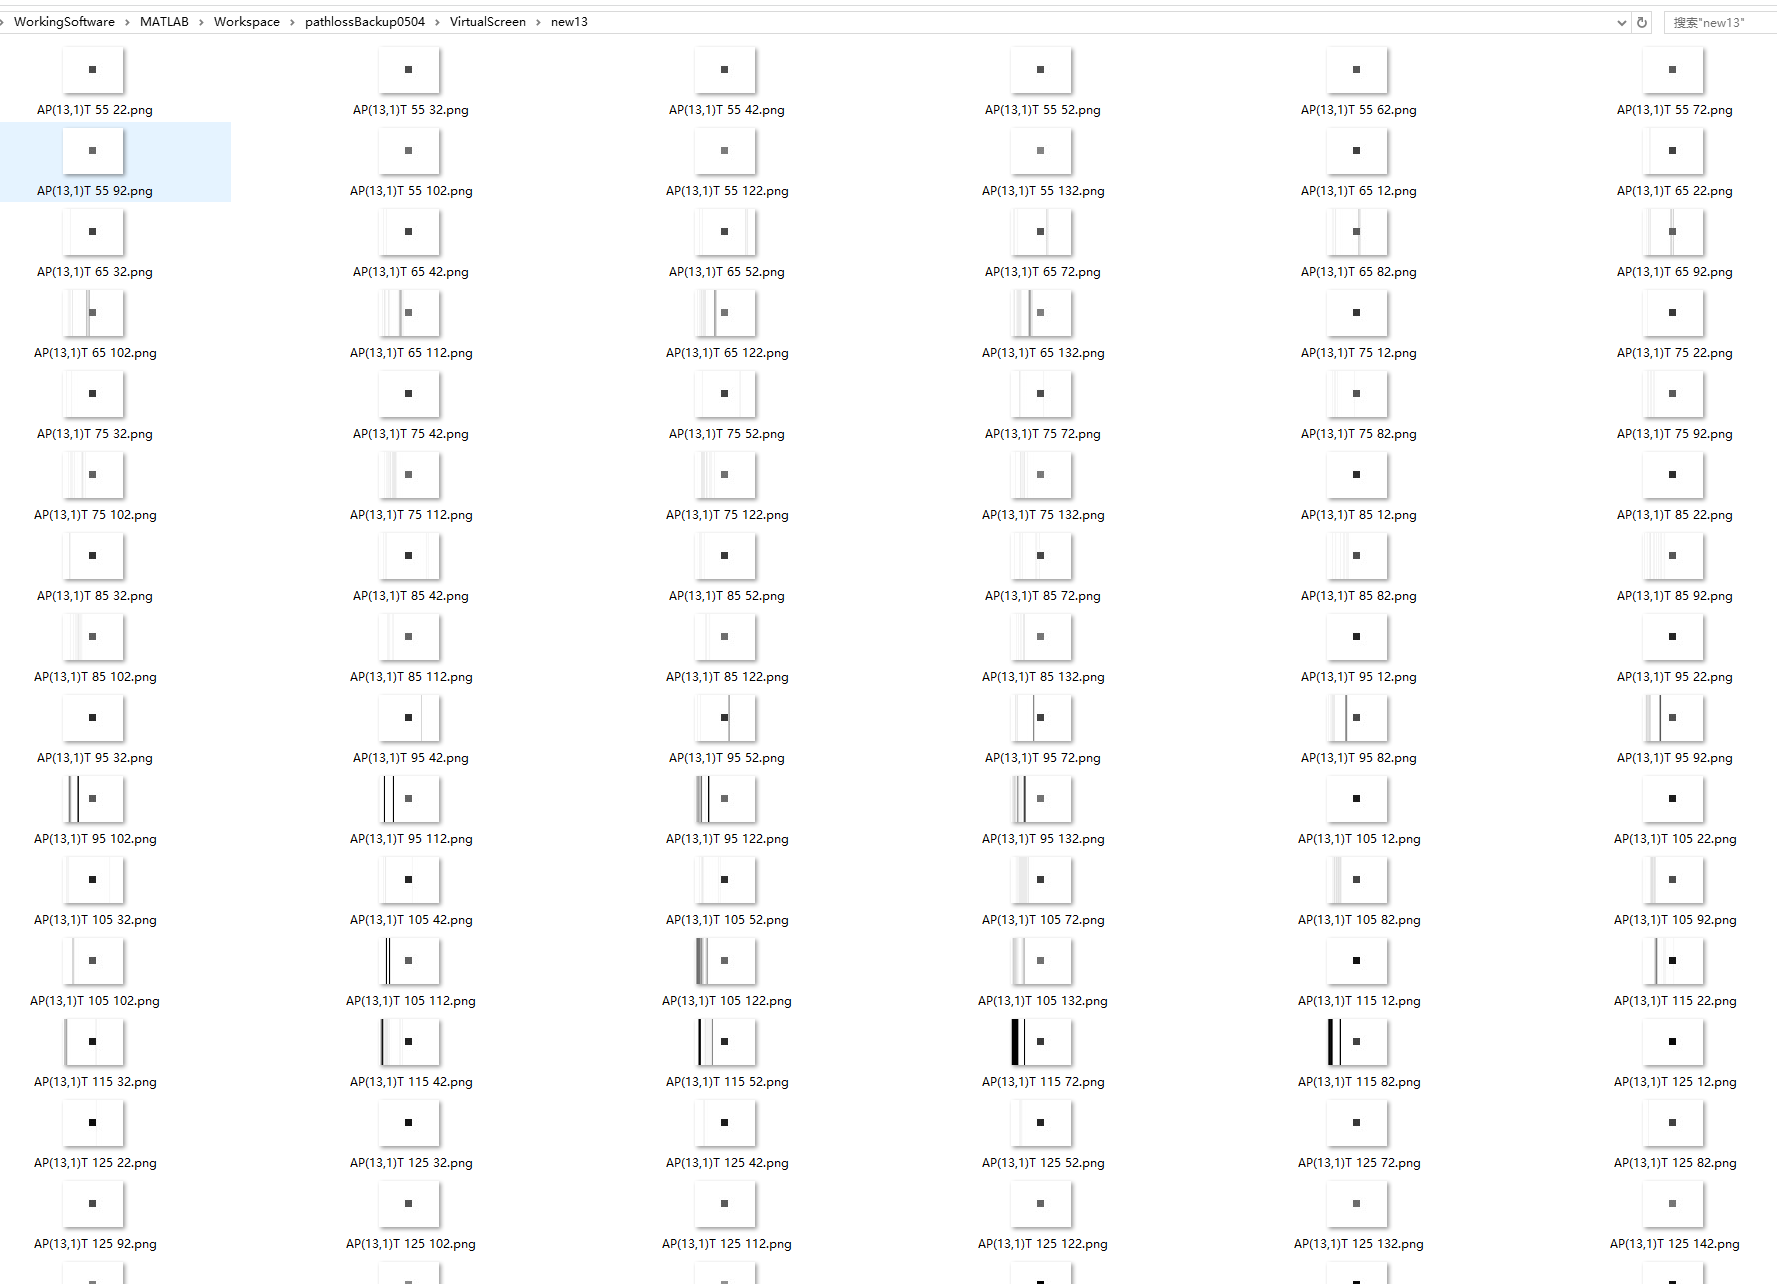 WorkingSoftware > MATLAB > Workspace > pathlossBackup0504 > VirtualScreen > new13
搜索"new13"
AP(13,1)T 55 22.png AP(13,1)T 55 32.png AP(13,1)T 55 42.png AP(13,1)T 55 52.png AP(13,1)T 55 62.png AP(13,1)T 55 72.png
AP(13,1)T 55 92.png AP(13,1)T 55 102.png AP(13,1)T 55 122.png AP(13,1)T 55 132.png AP(13,1)T 65 12.png AP(13,1)T 65 22.png
AP(13,1)T 65 32.png AP(13,1)T 65 42.png AP(13,1)T 65 52.png AP(13,1)T 65 72.png AP(13,1)T 65 82.png AP(13,1)T 65 92.png
AP(13,1)T 65 102.png AP(13,1)T 65 112.png AP(13,1)T 65 122.png AP(13,1)T 65 132.png AP(13,1)T 75 12.png AP(13,1)T 75 22.png
AP(13,1)T 75 32.png AP(13,1)T 75 42.png AP(13,1)T 75 52.png AP(13,1)T 75 72.png AP(13,1)T 75 82.png AP(13,1)T 75 92.png
AP(13,1)T 75 102.png AP(13,1)T 75 112.png AP(13,1)T 75 122.png AP(13,1)T 75 132.png AP(13,1)T 85 12.png AP(13,1)T 85 22.png
AP(13,1)T 85 32.png AP(13,1)T 85 42.png AP(13,1)T 85 52.png AP(13,1)T 85 72.png AP(13,1)T 85 82.png AP(13,1)T 85 92.png
AP(13,1)T 85 102.png AP(13,1)T 85 112.png AP(13,1)T 85 122.png AP(13,1)T 85 132.png AP(13,1)T 95 12.png AP(13,1)T 95 22.png
AP(13,1)T 95 32.png AP(13,1)T 95 42.png AP(13,1)T 95 52.png AP(13,1)T 95 72.png AP(13,1)T 95 82.png AP(13,1)T 95 92.png
AP(13,1)T 95 102.png AP(13,1)T 95 112.png AP(13,1)T 95 122.png AP(13,1)T 95 132.png AP(13,1)T 105 12.png AP(13,1)T 105 22.png
AP(13,1)T 105 32.png AP(13,1)T 105 42.png AP(13,1)T 105 52.png AP(13,1)T 105 72.png AP(13,1)T 105 82.png AP(13,1)T 105 92.png
AP(13,1)T 105 102.png AP(13,1)T 105 112.png AP(13,1)T 105 122.png AP(13,1)T 105 132.png AP(13,1)T 115 12.png AP(13,1)T 115 22.png
AP(13,1)T 115 32.png AP(13,1)T 115 42.png AP(13,1)T 115 52.png AP(13,1)T 115 72.png AP(13,1)T 115 82.png AP(13,1)T 125 12.png
AP(13,1)T 125 22.png AP(13,1)T 125 32.png AP(13,1)T 125 42.png AP(13,1)T 125 52.png AP(13,1)T 125 72.png AP(13,1)T 125 82.png
AP(13,1)T 125 92.png AP(13,1)T 125 102.png AP(13,1)T 125 112.png AP(13,1)T 125 122.png AP(13,1)T 125 132.png AP(13,1)T 125 142.png